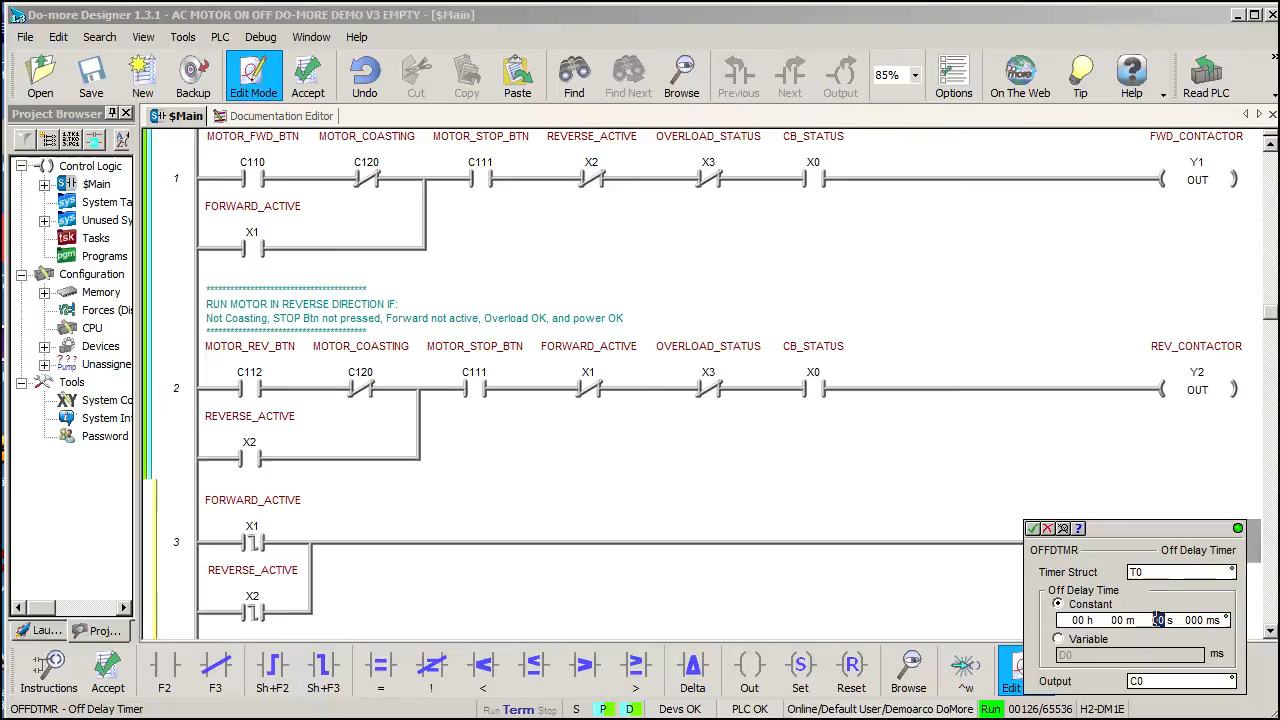 Do-more Designer 1.3.1 - AC MOTOR ON OFF DO-MORE DEMO V3 EMPTY - [$Main]
File Edit Search View Tools PLC Debug Window Help
Open Save New Backup Edit Mode Accept Undo Cut Copy Paste Find Find Next Browse Previous Next Output 85% Options On The Web Tip Help Read PLC
Project Browser
$Main Documentation Editor
Control Logic
$Main
System Ta
Unused Sy
Tasks
Programs
Configuration
Memory
Forces (Dis
CPU
Devices
Unassigne
Tools
System Co
System Int
Password
Lau... Proj...
MOTOR_FWD_BTN MOTOR_COASTING MOTOR_STOP_BTN REVERSE_ACTIVE OVERLOAD_STATUS CB_STATUS FWD_CONTACTOR
C110 C120 C111 X2 X3 X0 Y1
1 OUT
FORWARD_ACTIVE
X1
****************************************
RUN MOTOR IN REVERSE DIRECTION IF:
Not Coasting, STOP Btn not pressed, Forward not active, Overload OK, and power OK
****************************************
MOTOR_REV_BTN MOTOR_COASTING MOTOR_STOP_BTN FORWARD_ACTIVE OVERLOAD_STATUS CB_STATUS REV_CONTACTOR
C112 C120 C111 X1 X3 X0 Y2
2 OUT
REVERSE_ACTIVE
X2
FORWARD_ACTIVE
X1
3
REVERSE_ACTIVE
X2
OFFDTMR Off Delay Timer
Timer Struct T0
Off Delay Time
Constant
00 h 00 m 00 s 000 ms
Variable
D0 ms
Output C0
Instructions Accept F2 F3 Sh+F2 Sh+F3 = ! < > Delta Out Set Reset Browse ^w Edit
OFFDTMR - Off Delay Timer Run Term Stop S P D Devs OK PLC OK Online/Default User/Demoarco DoMore Run 00126/65536 H2-DM1E